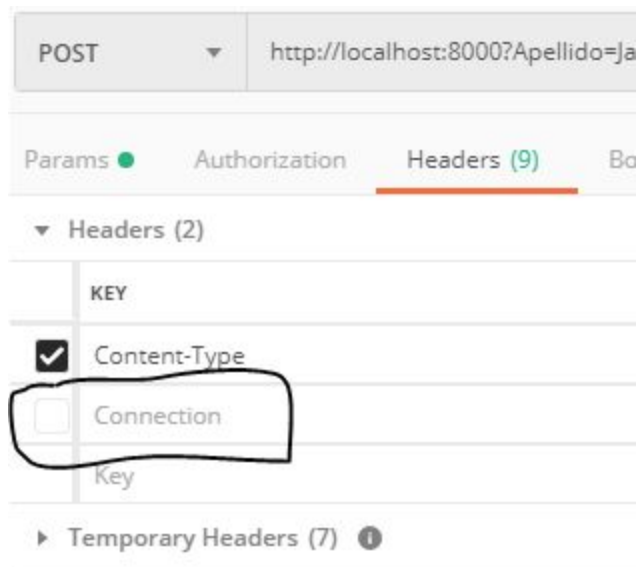 POST http://localhost:8000?Apellido=Ja
Params Authorization Headers (9) Bo
Headers (2)
KEY
Content-Type
Connection
Key
Temporary Headers (7)